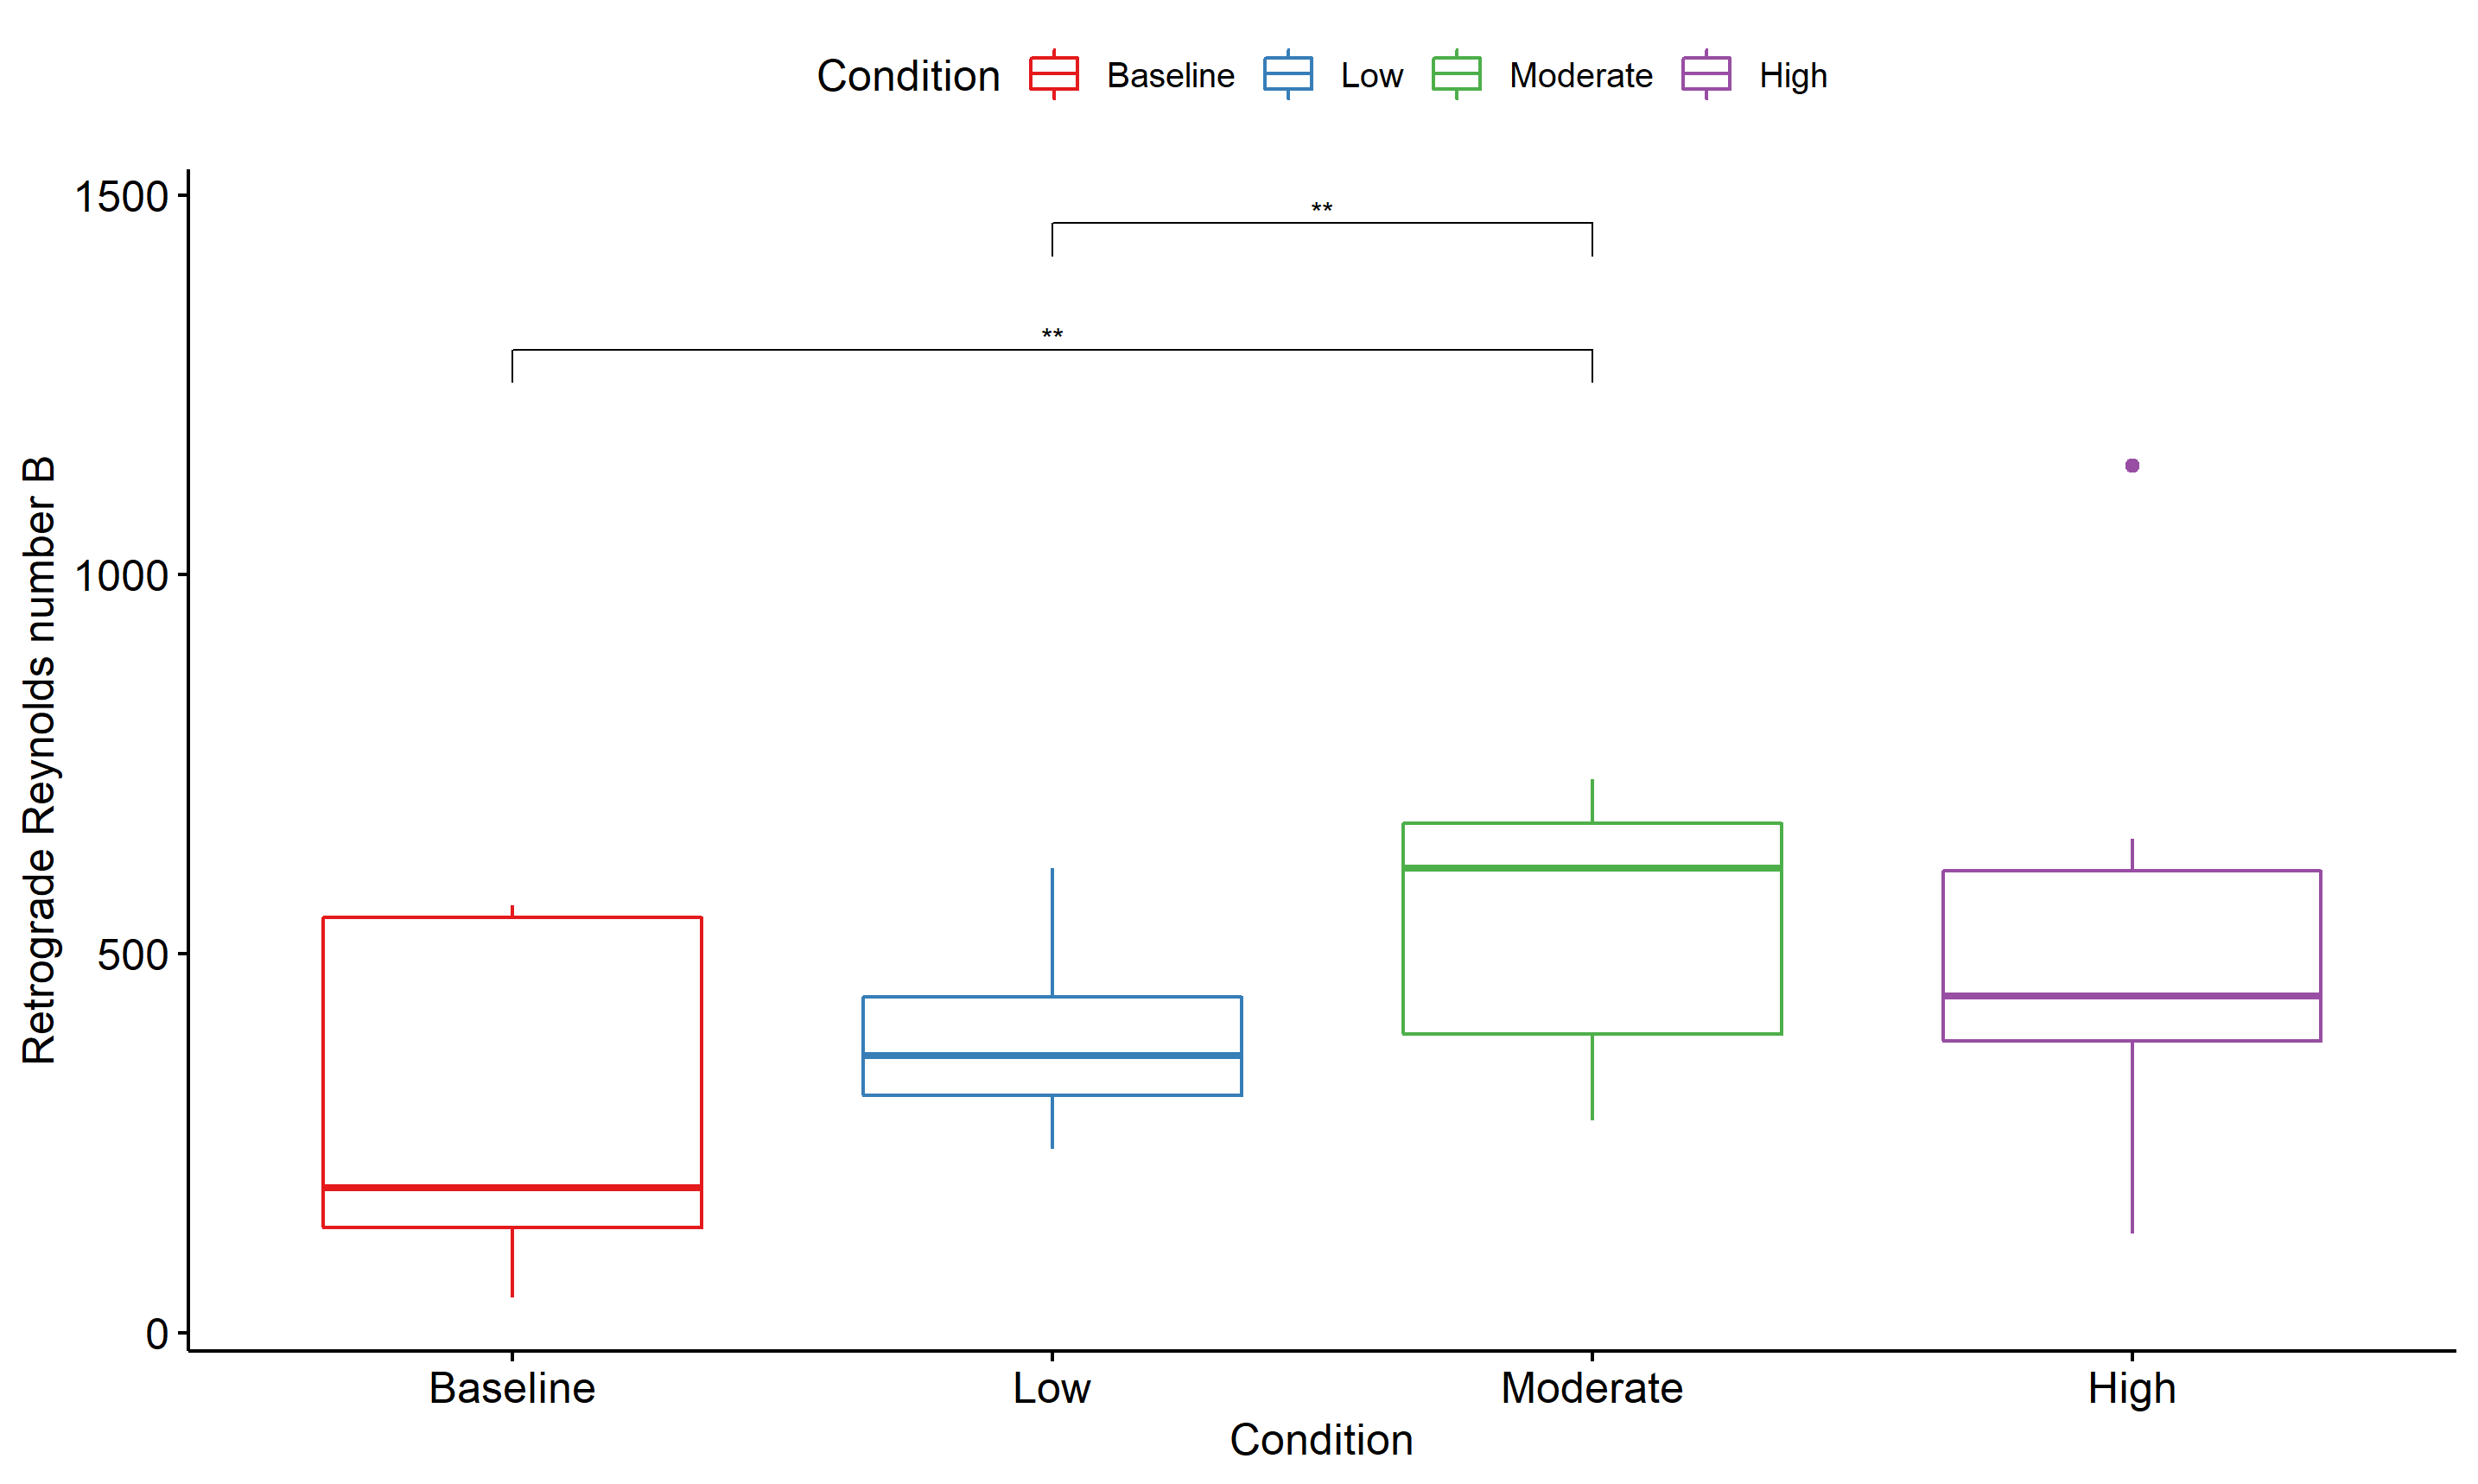 Condition Baseline Low Moderate High
1500
**
**
1000
500
0
Retrograde Reynolds number B
Baseline Low Moderate High
Condition